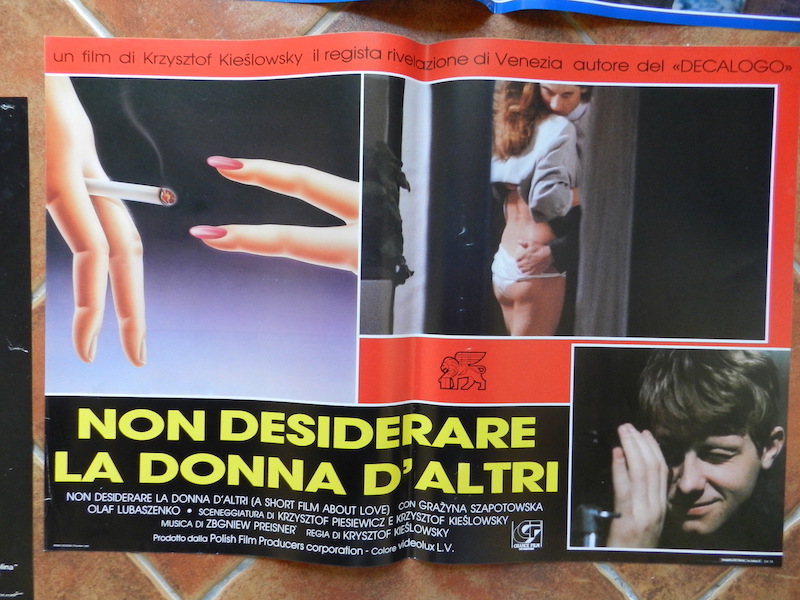 un film di Krzysztof Kieślowsky il regista rivelazione di Venezia autore del «DECALOGO»
NON DESIDERARE
LA DONNA D'ALTRI
NON DESIDERARE LA DONNA D'ALTRI (A SHORT FILM ABOUT LOVE) CON GRAŻYNA SZAPOTOWSKA
OLAF LUBASZENKO • SCENEGGIATURA DI KRZYSZTOF PIESIEWICZ E KRZYSZTOF KIEŚLOWSKY
MUSICA DI ZBGNIEW PREISNER • REGIA DI KRYSZTOF KIEŚLOWSKY
Prodotto dalla Polish Film Producers corporation - Colore videolux L.V.